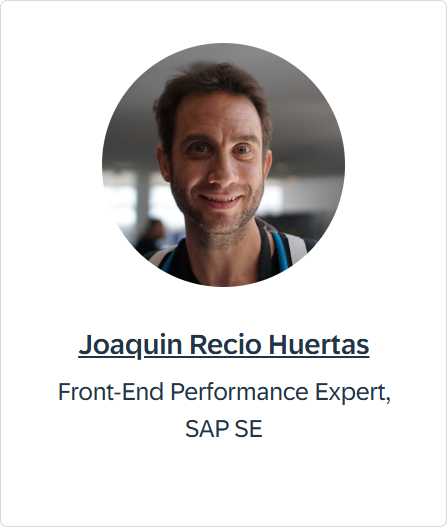 Joaquin Recio Huertas
Front-End Performance Expert,
SAP SE